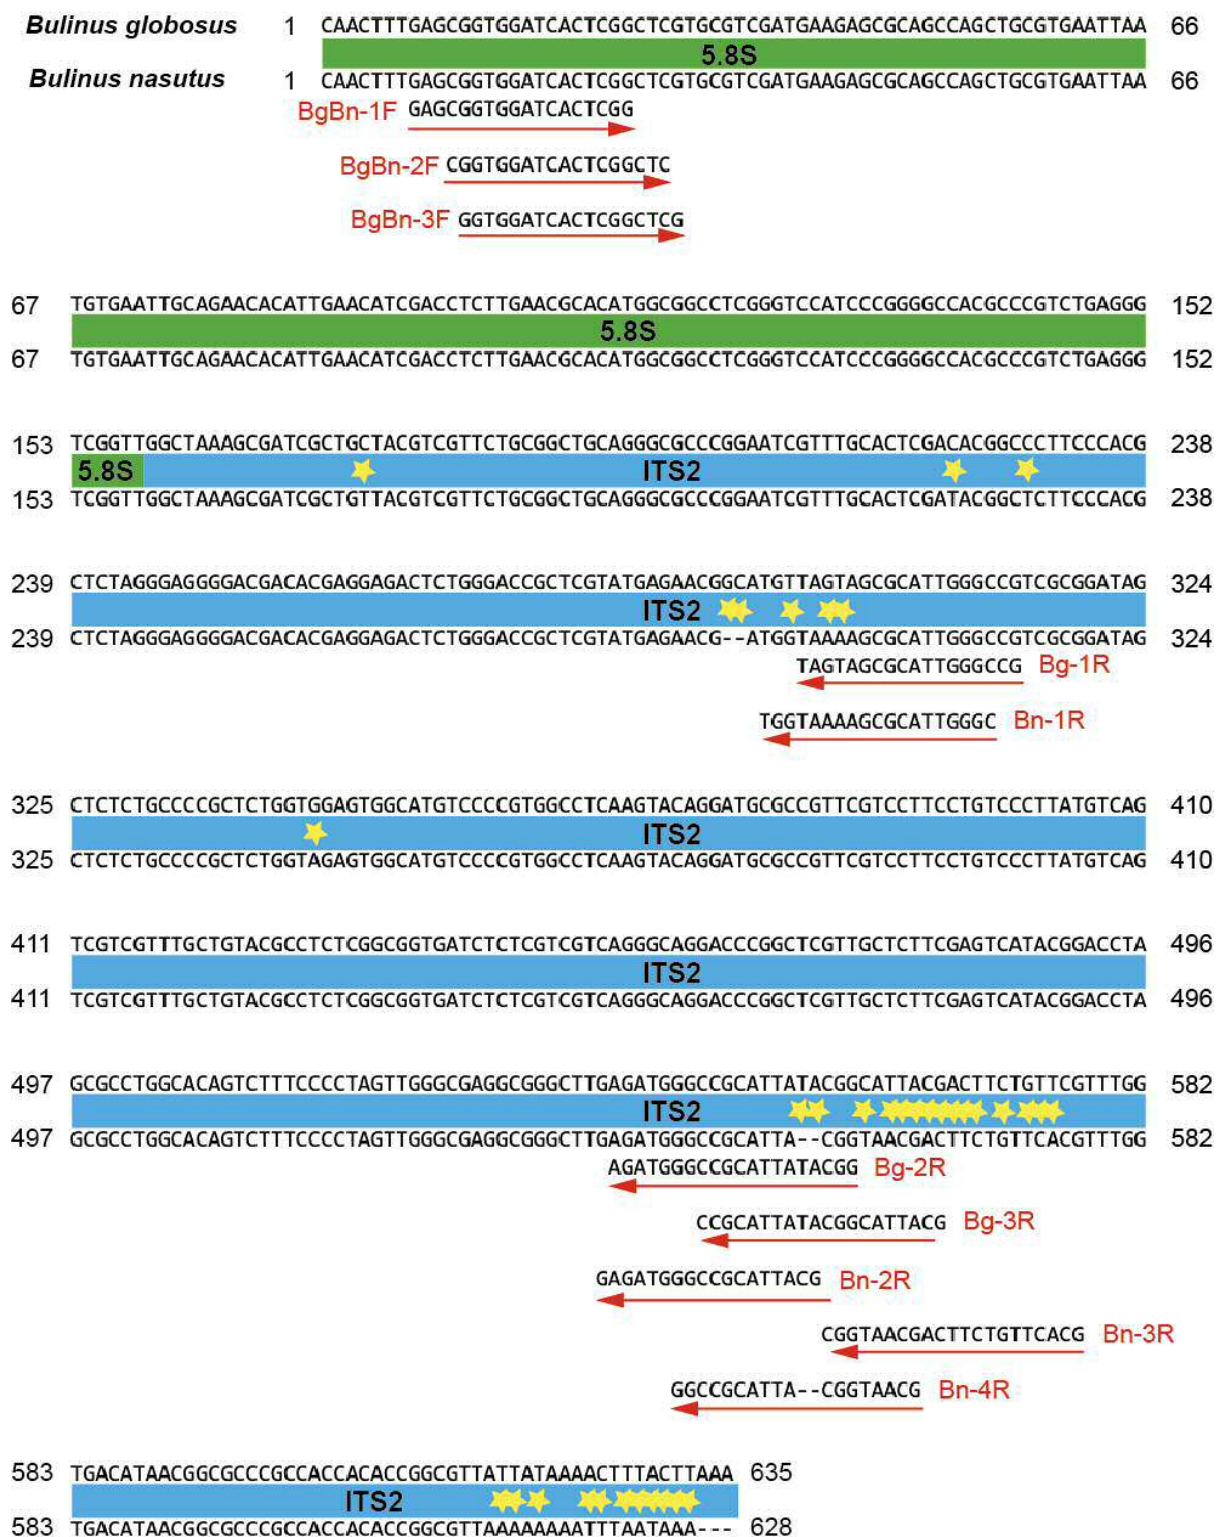 Bulinus globosus 1 CAACTTTGAGCGGTGGATCACTCGGCTCGTGCGTCGATGAAGAGCGCAGCCAGCTGCGTGAATTAA 66
5.8S
Bulinus nasutus 1 CAACTTTGAGCGGTGGATCACTCGGCTCGTGCGTCGATGAAGAGCGCAGCCAGCTGCGTGAATTAA 66
BgBn-1F GAGCGGTGGATCACTCGG
BgBn-2F CGGTGGATCACTCGGCTC
BgBn-3F GGTGGATCACTCGGCTCG
67 TGTGAATTGCAGAACACATTGAACATCGACCTCTTGAACGCACATGGCGGCCTCGGGTCCATCCCGGGGCCACGCCCGTCTGAGGG 152
5.8S
67 TGTGAATTGCAGAACACATTGAACATCGACCTCTTGAACGCACATGGCGGCCTCGGGTCCATCCCGGGGCCACGCCCGTCTGAGGG 152
153 TCGGTTGGCTAAAGCGATCGCTGCTACGTCGTTCTGCGGCTGCAGGGCGCCCGGAATCGTTTGCACTCGACACGGCCCTTCCCACG 238
5.8S ITS2
153 TCGGTTGGCTAAAGCGATCGCTGTTACGTCGTTCTGCGGCTGCAGGGCGCCCGGAATCGTTTGCACTCGATACGGCTCTTCCCACG 238
239 CTCTAGGGAGGGGACGACACGAGGAGACTCTGGGACCGCTCGTATGAGAACGGCATGTTAGTAGCGCATTGGGCCGTCGCGGATAG 324
ITS2
239 CTCTAGGGAGGGGACGACACGAGGAGACTCTGGGACCGCTCGTATGAGAACG--ATGGTAAAAGCGCATTGGGCCGTCGCGGATAG 324
TAGTAGCGCATTGGGCCG Bg-1R
TGGTAAAAGCGCATTGGGC Bn-1R
325 CTCTCTGCCCCGCTCTGGTGGAGTGGCATGTCCCCGTGGCCTCAAGTACAGGATGCGCCGTTCGTCCTTCCTGTCCCTTATGTCAG 410
ITS2
325 CTCTCTGCCCCGCTCTGGTAGAGTGGCATGTCCCCGTGGCCTCAAGTACAGGATGCGCCGTTCGTCCTTCCTGTCCCTTATGTCAG 410
411 TCGTCGTTTGCTGTACGCCTCTCGGCGGTGATCTCTCGTCGTCAGGGCAGGACCCGGCTCGTTGCTCTTCGAGTCATACGGACCTA 496
ITS2
411 TCGTCGTTTGCTGTACGCCTCTCGGCGGTGATCTCTCGTCGTCAGGGCAGGACCCGGCTCGTTGCTCTTCGAGTCATACGGACCTA 496
497 GCGCCTGGCACAGTCTTTCCCCTAGTTGGGCGAGGCGGGCTTGAGATGGGCCGCATTATACGGCATTACGACTTCTGTTCGTTTGG 582
ITS2
497 GCGCCTGGCACAGTCTTTCCCCTAGTTGGGCGAGGCGGGCTTGAGATGGGCCGCATTA--CGGTAACGACTTCTGTTCACGTTTGG 582
AGATGGGCCGCATTATACGG Bg-2R
CCGCATTATACGGCATTACG Bg-3R
GAGATGGGCCGCATTACG Bn-2R
CGGTAACGACTTCTGTTCACG Bn-3R
GGCCGCATTA--CGGTAACG Bn-4R
583 TGACATAACGGCGCCCGCCACCACACCGGCGTTATTATAAAACTTTACTTAAA 635
ITS2
583 TGACATAACGGCGCCCGCCACCACACCGGCGTTAAAAAAAATTTAATAAA--- 628